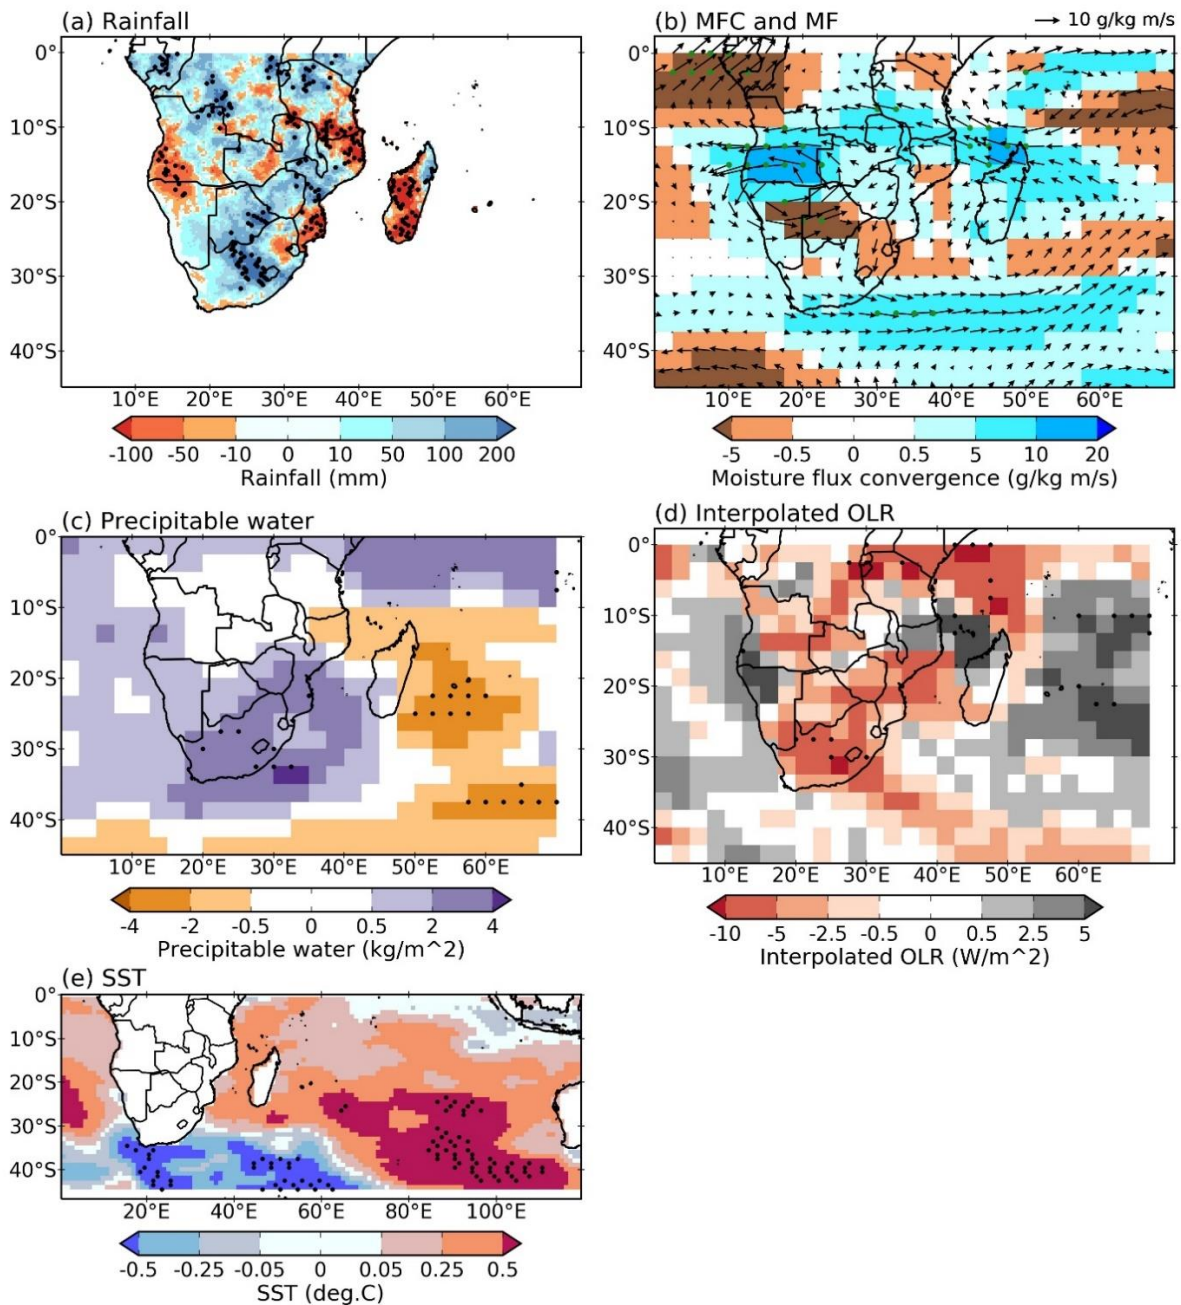 (a) Rainfall
0°
10°S
20°S
30°S
40°S
10°E 20°E 30°E 40°E 50°E 60°E
-100 -50 -10 0 10 50 100 200
Rainfall (mm)
(b) MFC and MF
10 g/kg m/s
0°
10°S
20°S
30°S
40°S
10°E 20°E 30°E 40°E 50°E 60°E
-5 -0.5 0 0.5 5 10 20
Moisture flux convergence (g/kg m/s)
(c) Precipitable water
0°
10°S
20°S
30°S
40°S
10°E 20°E 30°E 40°E 50°E 60°E
-4 -2 -0.5 0 0.5 2 4
Precipitable water (kg/m^2)
(d) Interpolated OLR
0°
10°S
20°S
30°S
40°S
10°E 20°E 30°E 40°E 50°E 60°E
-10 -5 -2.5 -0.5 0 0.5 2.5 5
Interpolated OLR (W/m^2)
(e) SST
0°
10°S
20°S
30°S
40°S
20°E 40°E 60°E 80°E 100°E
-0.5 -0.25 -0.05 0 0.05 0.25 0.5
SST (deg.C)